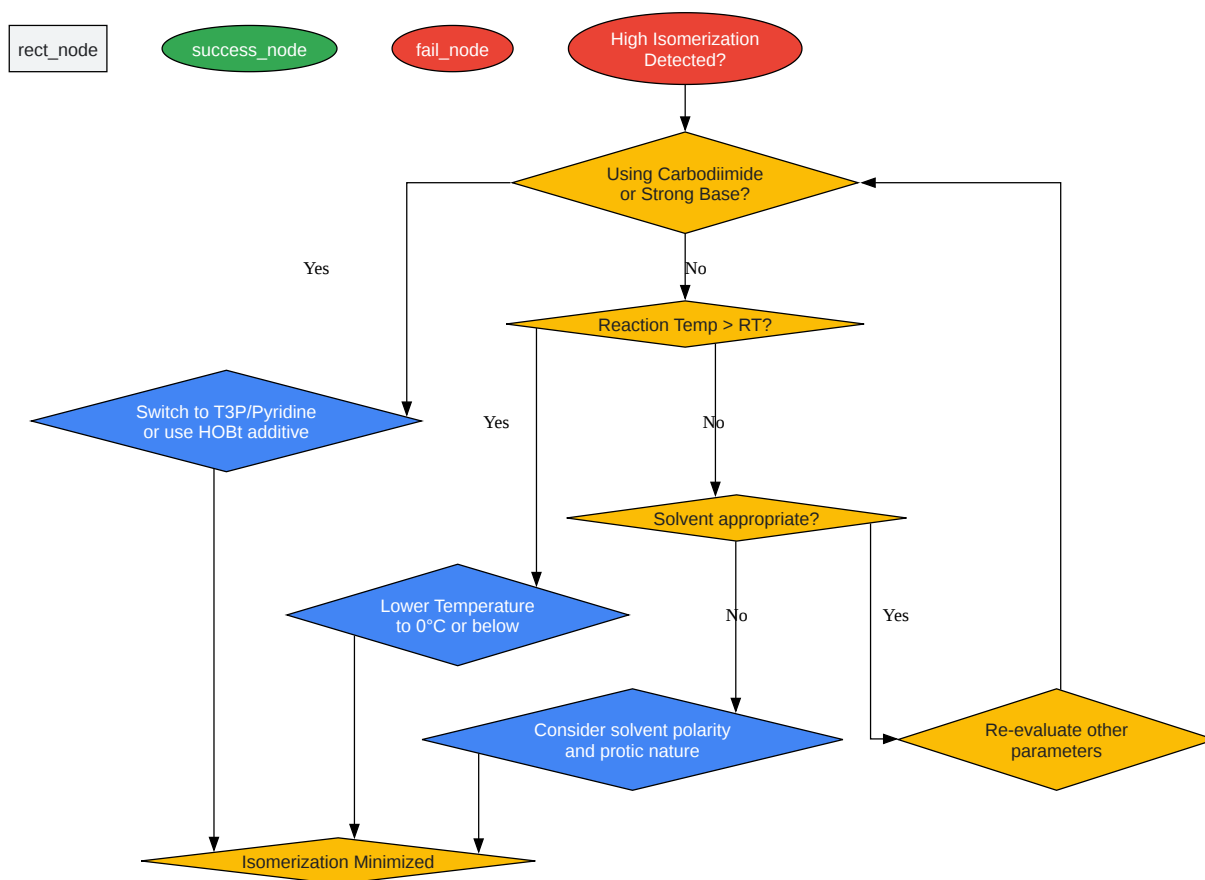 rect_node
success_node
fail_node
High Isomerization
Detected?
Using Carbodiimide
or Strong Base?
Yes
No
Reaction Temp > RT?
Switch to T3P/Pyridine
or use HOBt additive
Yes
No
Solvent appropriate?
Lower Temperature
to 0°C or below
No
Yes
Consider solvent polarity
and protic nature
Re-evaluate other
parameters
Isomerization Minimized